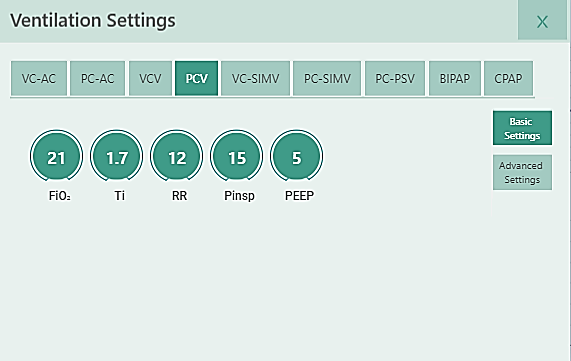 Ventilation Settings X
VC-AC PC-AC VCV PCV VC-SIMV PC-SIMV PC-PSV BIPAP CPAP
Basic
Settings
Advanced
Settings
21 1.7 12 15 5
FiO₂ Ti RR Pinsp PEEP